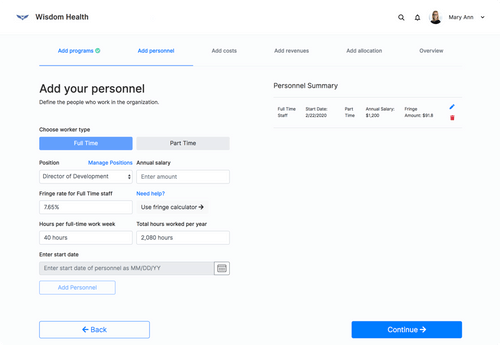 Wisdom Health
Mary Ann
Add programs
Add personnel
Add costs
Add revenues
Add allocation
Overview
Add your personnel
Define the people who work in the organization.
Choose worker type
Full Time
Part Time
Position
Manage Positions
Annual salary
Director of Development
Enter amount
Fringe rate for Full Time staff
Need help?
7.65%
Use fringe calculator →
Hours per full-time work week
Total hours worked per year
40 hours
2,080 hours
Enter start date
Enter start date of personnel as MM/DD/YY
Add Personnel
← Back
Personnel Summary
Full Time
Staff
Start Date:
2/22/2020
Part
Time
Annual Salary:
$1,200
Fringe
Amount: $91.8
Continue →